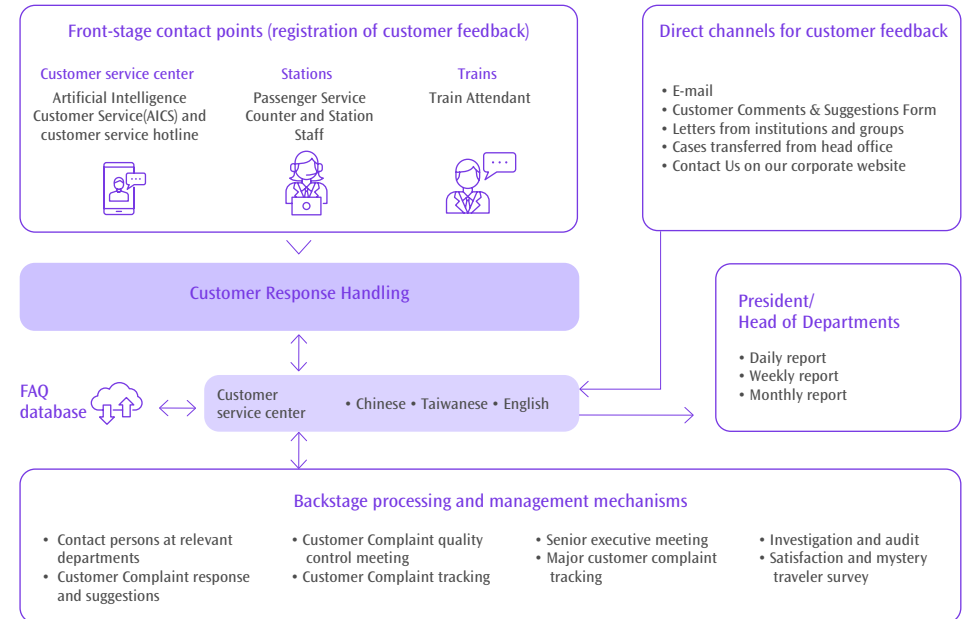 Front-stage contact points (registration of customer feedback)
Customer service center
Artificial Intelligence
Customer Service(AICS) and
customer service hotline
Stations
Passenger Service
Counter and Station
Staff
Trains
Train Attendant
Direct channels for customer feedback
• E-mail
• Customer Comments & Suggestions Form
• Letters from institutions and groups
• Cases transferred from head office
• Contact Us on our corporate website
Customer Response Handling
President/
Head of Departments
• Daily report
• Weekly report
• Monthly report
FAQ
database
Customer
service center
• Chinese • Taiwanese • English
Backstage processing and management mechanisms
• Contact persons at relevant
departments
• Customer Complaint response
and suggestions
• Customer Complaint quality
control meeting
• Customer Complaint tracking
• Senior executive meeting
• Major customer complaint
tracking
• Investigation and audit
• Satisfaction and mystery
traveler survey